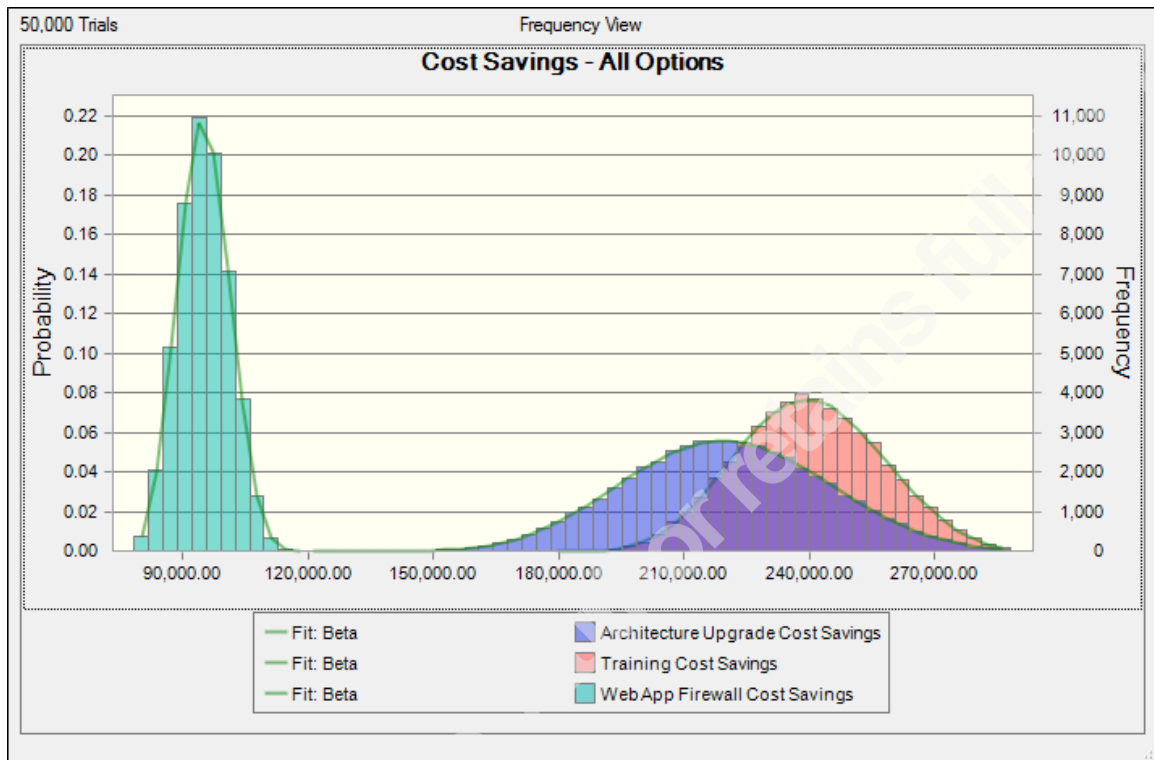 50,000 Trials Frequency View
Cost Savings - All Options
0.22 11,000
0.20 10,000
0.18 9,000
0.16 8,000
0.14 7,000
0.12 6,000
0.10 5,000
0.08 4,000
0.06 3,000
0.04 2,000
0.02 1,000
0.00 0
Probability
Frequency
90,000.00 120,000.00 150,000.00 180,000.00 210,000.00 240,000.00 270,000.00
Fit: Beta Architecture Upgrade Cost Savings
Fit: Beta Training Cost Savings
Fit: Beta Web App Firewall Cost Savings
or retains full